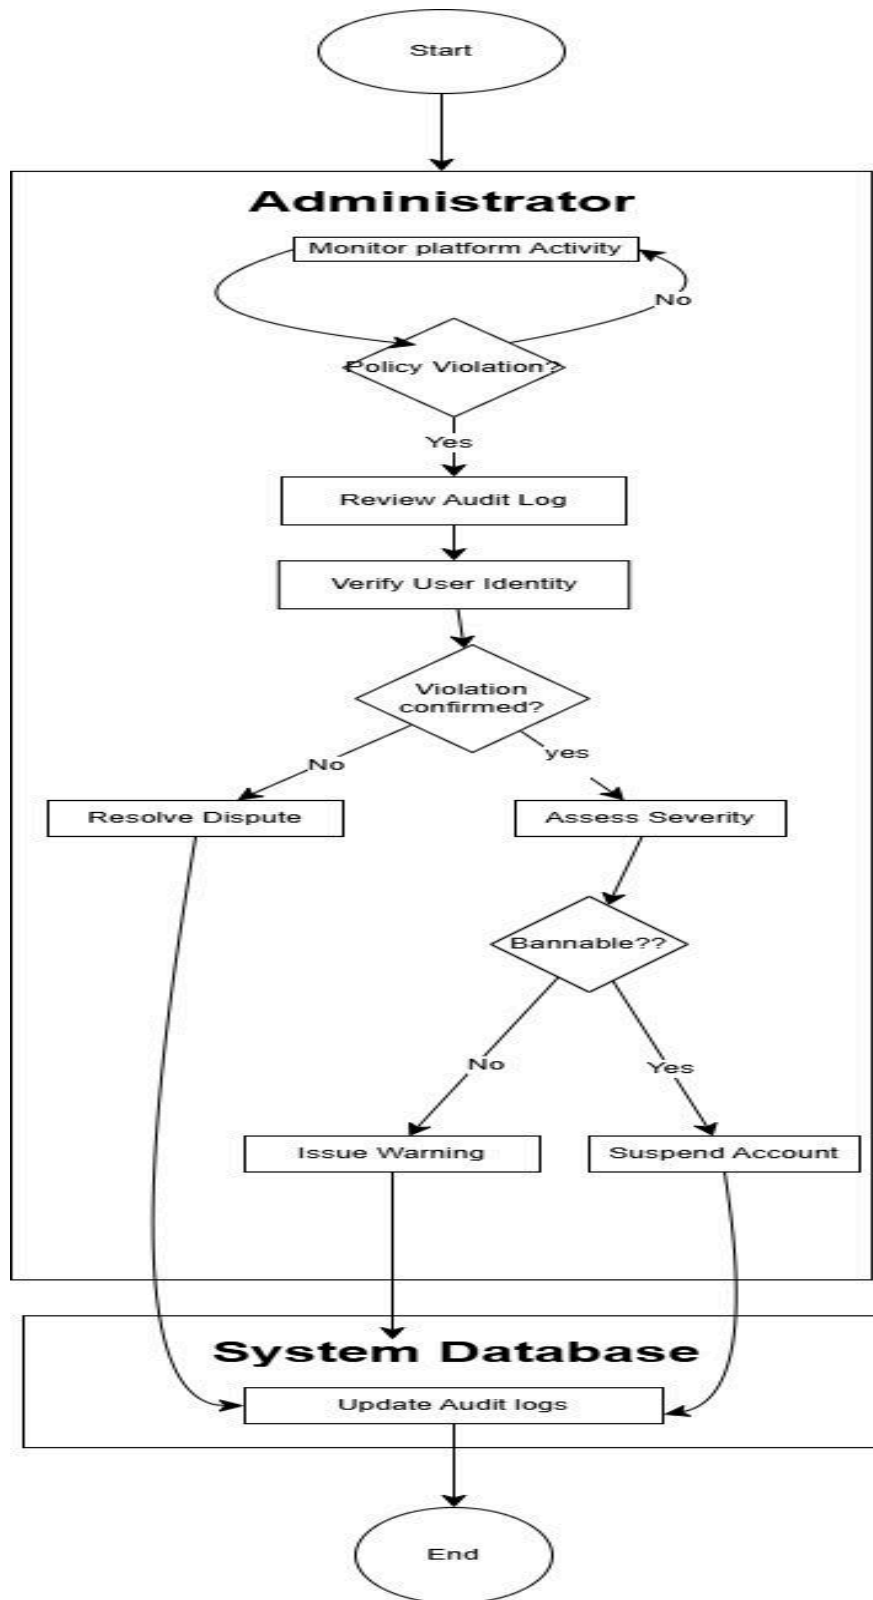 Start
Administrator
Monitor platform Activity
No
Policy Violation?
Yes
Review Audit Log
Verify User Identity
Violation
confirmed?
No
yes
Resolve Dispute
Assess Severity
Bannable??
No
Yes
Issue Warning
Suspend Account
System Database
Update Audit logs
End